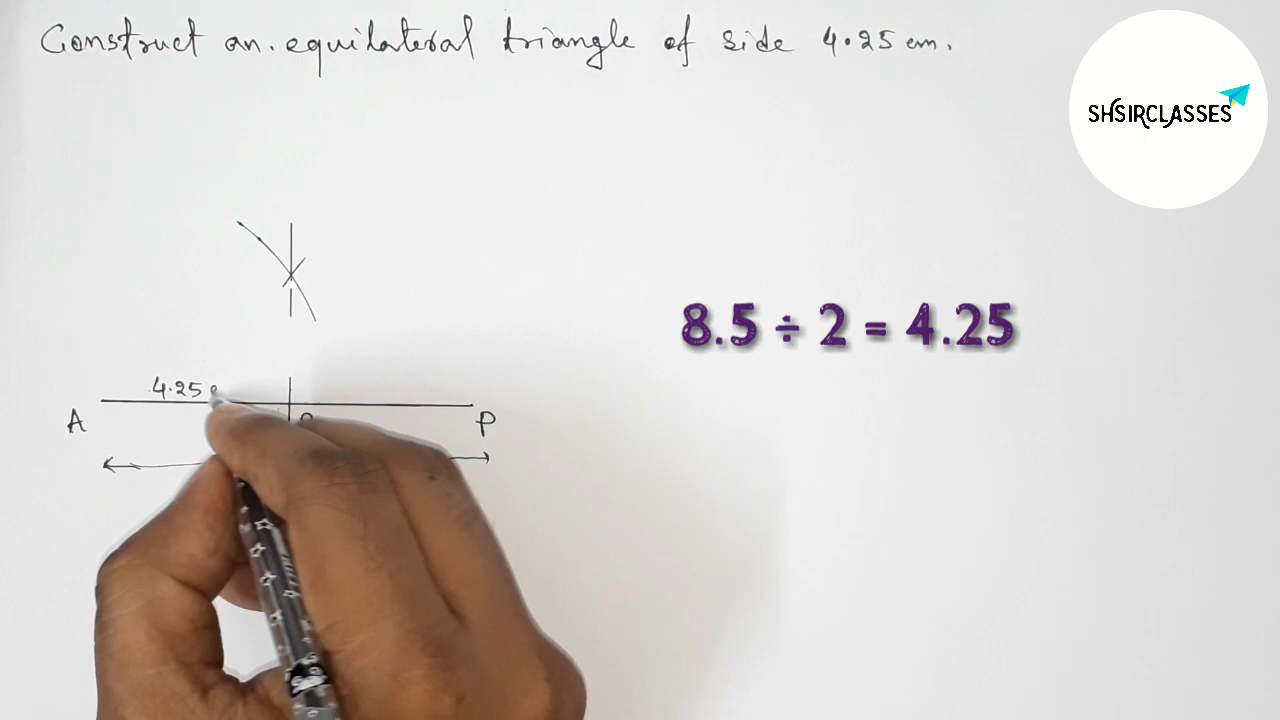 Construct an. equilateral triangle of side 4.25 cm.
SHSIRCLASSES
8.5 ÷ 2 = 4.25
4.25
A P